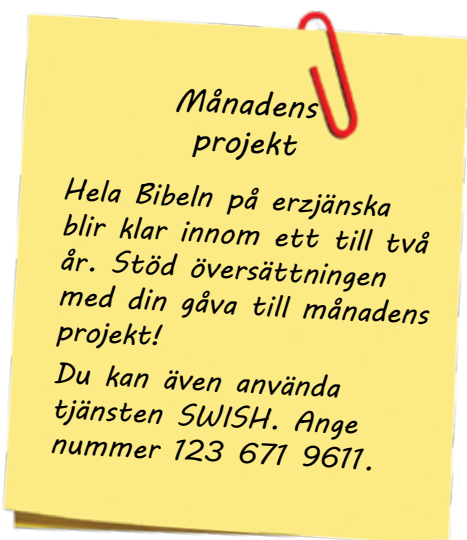 Månadens
projekt
Hela Bibeln på erzjänska
blir klar innom ett till två
år. Stöd översättningen
med din gåva till månadens
projekt!
Du kan även använda
tjänsten SWISH. Ange
nummer 123 671 9611.